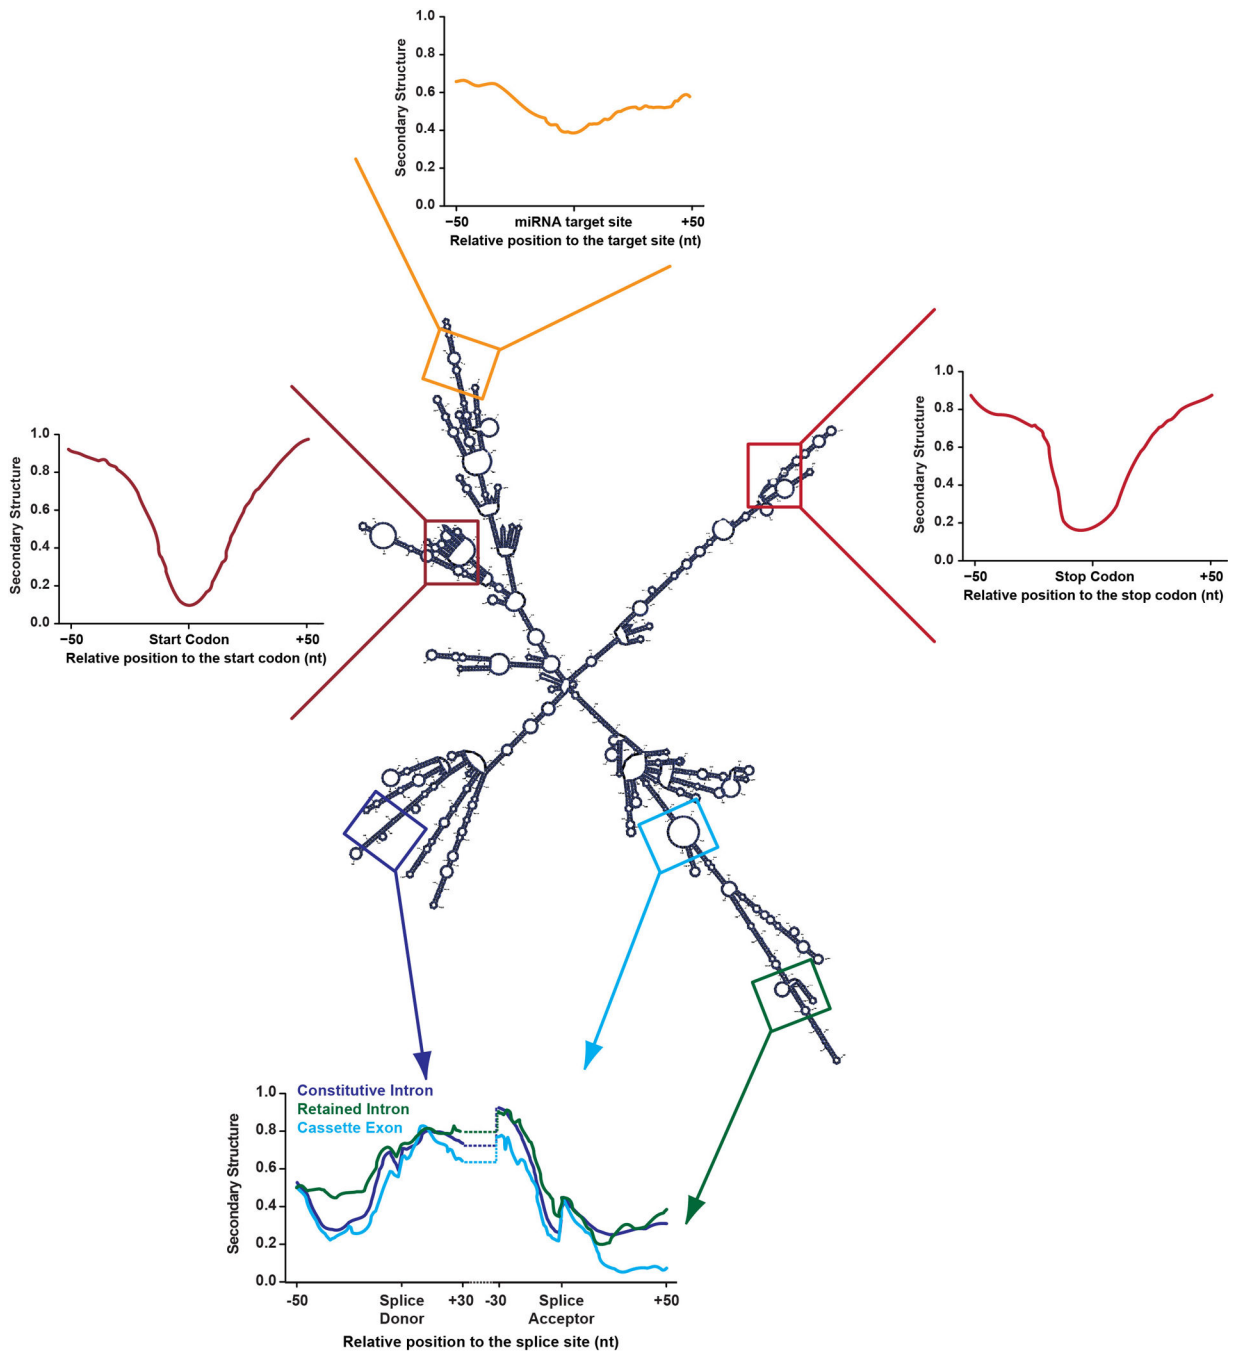 1.0
0.8
0.6
0.4
0.2
0.0
Secondary Structure
−50 miRNA target site +50
Relative position to the target site (nt)
1.0
0.8
0.6
0.4
0.2
0.0
Secondary Structure
−50 Start Codon +50
Relative position to the start codon (nt)
1.0
0.8
0.6
0.4
0.2
0.0
Secondary Structure
−50 Stop Codon +50
Relative position to the stop codon (nt)
Constitutive Intron
Retained Intron
Cassette Exon
1.0
0.8
0.6
0.4
0.2
0.0
Secondary Structure
-50 Splice +30 -30 Splice +50
Donor Acceptor
Relative position to the splice site (nt)